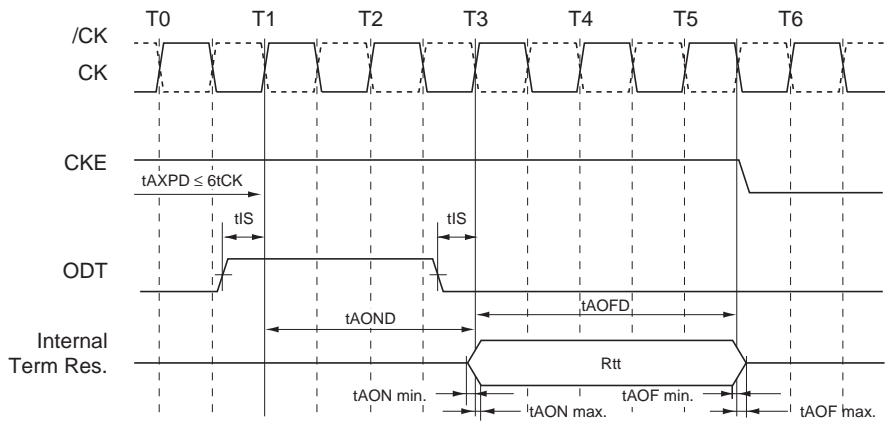 T0 T1 T2 T3 T4 T5 T6
/CK
CK
CKE
tAXPD ≤ 6tCK
tIS tIS
ODT
tAOND tAOFD
Internal
Term Res.
Rtt
tAON min. tAOF min.
tAON max. tAOF max.